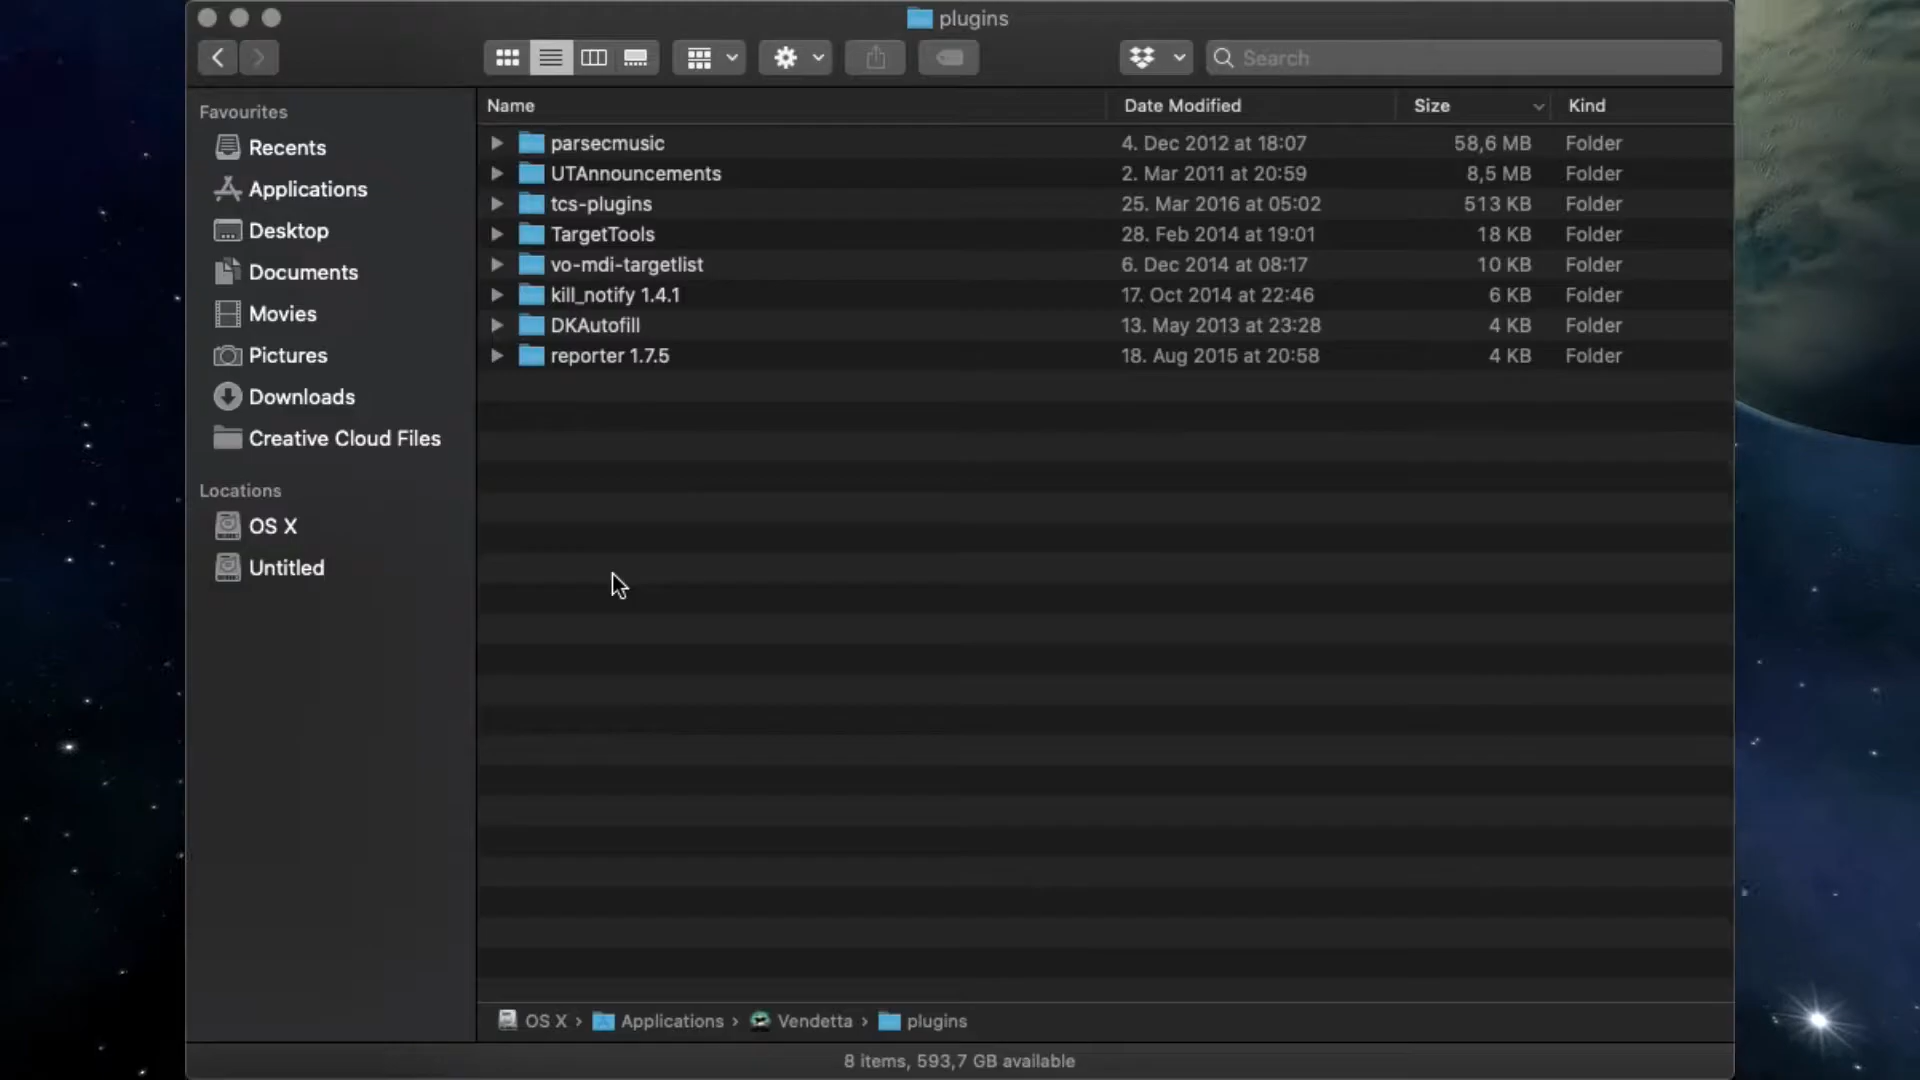 plugins
Search
Favourites
Recents
Applications
Desktop
Documents
Movies
Pictures
Downloads
Creative Cloud Files
Locations
OS X
Untitled
Name Date Modified Size Kind
parsecmusic 4. Dec 2012 at 18:07 58,6 MB Folder
UTAnnouncements 2. Mar 2011 at 20:59 8,5 MB Folder
tcs-plugins 25. Mar 2016 at 05:02 513 KB Folder
TargetTools 28. Feb 2014 at 19:01 18 KB Folder
vo-mdi-targetlist 6. Dec 2014 at 08:17 10 KB Folder
kill_notify 1.4.1 17. Oct 2014 at 22:46 6 KB Folder
DKAutofill 13. May 2013 at 23:28 4 KB Folder
reporter 1.7.5 18. Aug 2015 at 20:58 4 KB Folder
OS X › Applications › Vendetta › plugins
8 items, 593,7 GB available